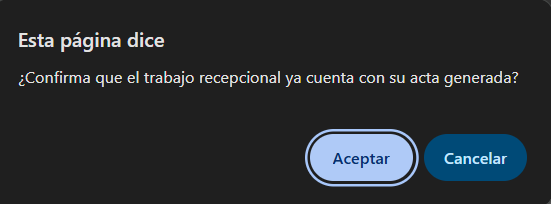 Esta página dice
¿Confirma que el trabajo recepcional ya cuenta con su acta generada?
Aceptar
Cancelar